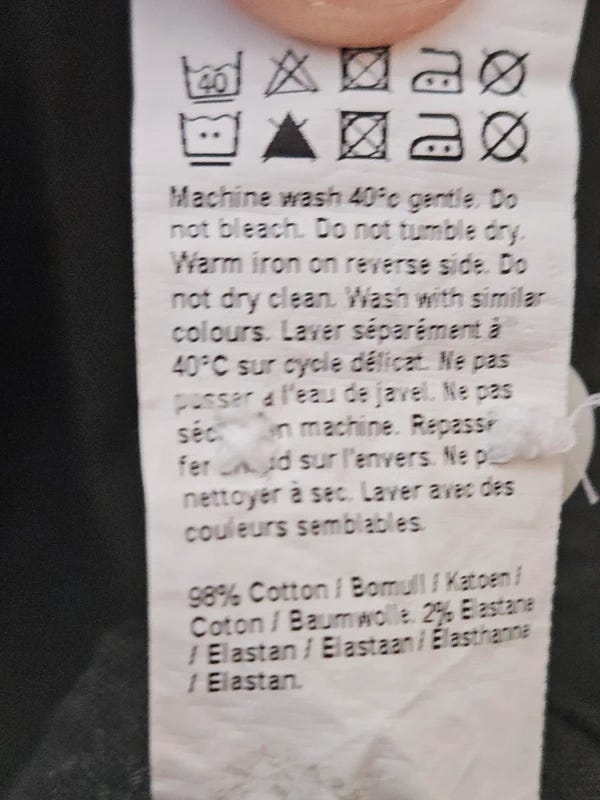 40
Machine wash 40°c gentle. Do
not bleach. Do not tumble dry.
Warm iron on reverse side. Do
not dry clean. Wash with similar
colours. Laver séparément à
40°C sur cycle délicat. Ne pas
passer à l'eau de javel. Ne pas
machine. Repasse
fer sur l'envers. Ne
nettoyer à sec. Laver avec des
couleurs semblables.
98% Cotton / Bomull / Katoen /
Coton / Baumwolle. 2% Elastane
/ Elastan / Elastaan / Élasthanne
/ Elastan.